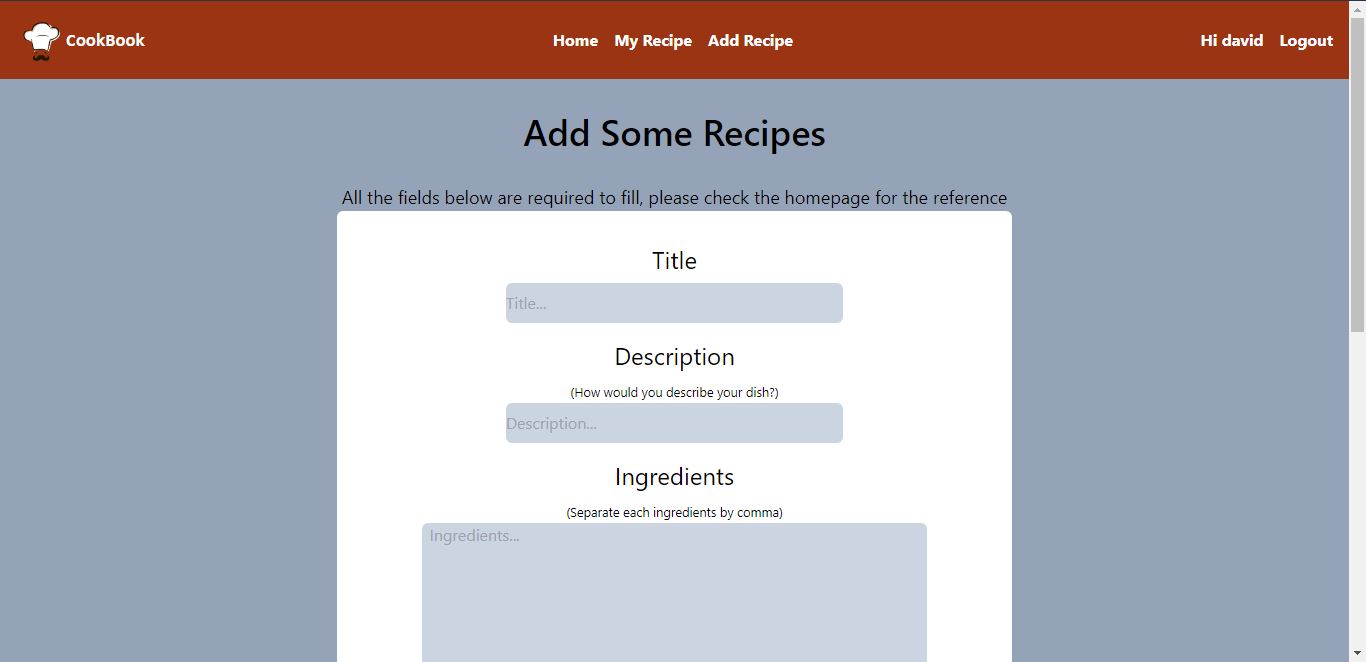 CookBook
Home My Recipe Add Recipe
Hi david Logout
Add Some Recipes
All the fields below are required to fill, please check the homepage for the reference
Title
Title...
Description
(How would you describe your dish?)
Description...
Ingredients
(Separate each ingredients by comma)
Ingredients...